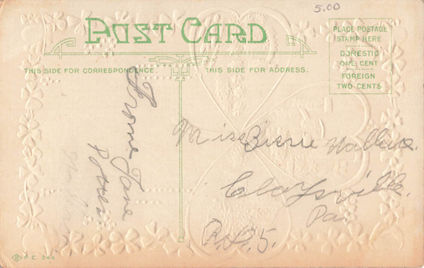 5.00
POST CARD
PLACE POSTAGE
STAMP HERE
DOMESTIC
ONE CENT
FOREIGN
TWO CENTS
THIS SIDE FOR CORRESPONDENCE.
THIS SIDE FOR ADDRESS.
From
Jane
Miss Bessie Wallace
Claysville
Pa
R.D. 5.